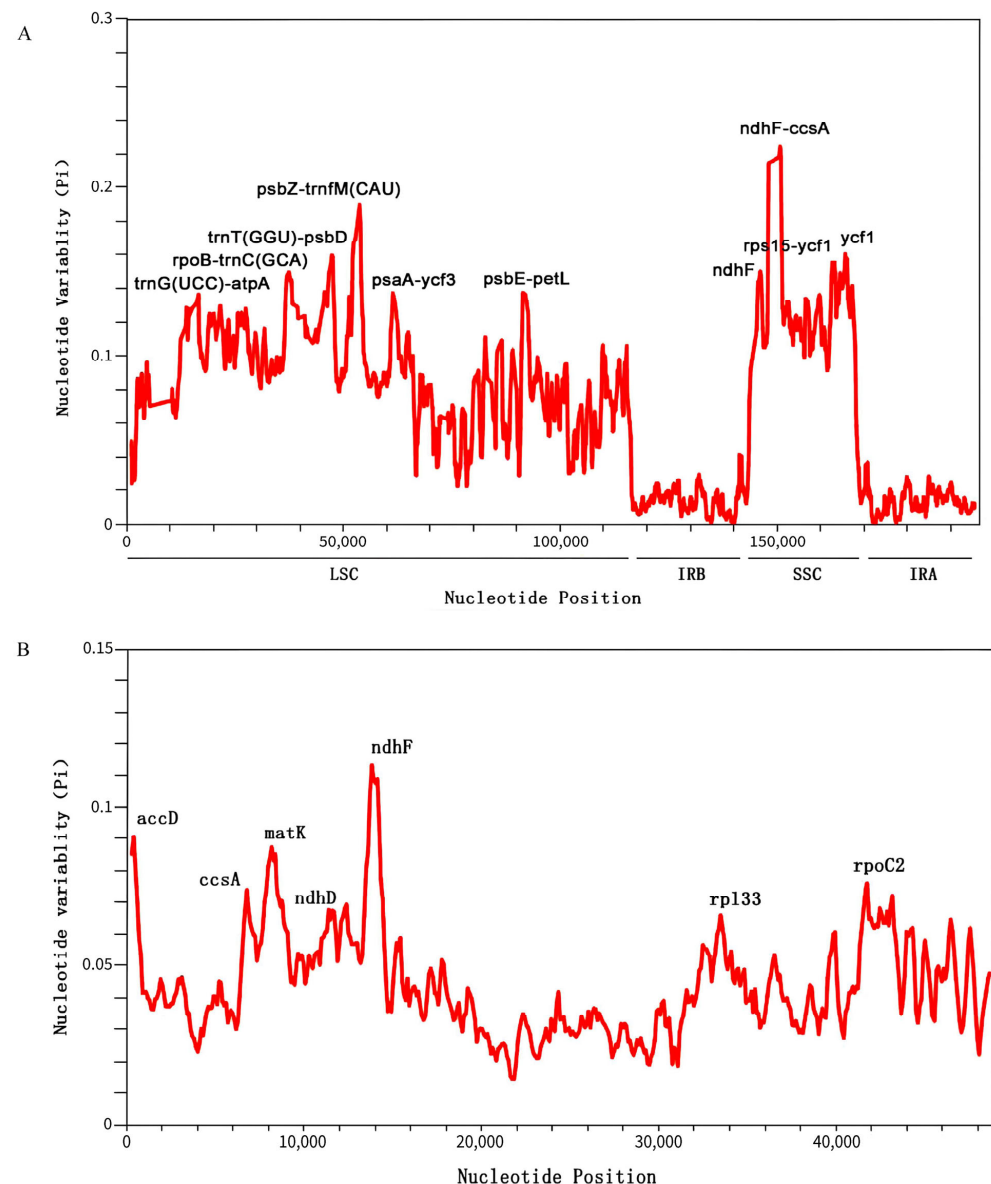 A
0.3
ndhF-ccsA
0.2
psbZ-trnfM(CAU)
trnT(GGU)-psbD
rps15-ycf1
ycf1
rpoB-trnC(GCA)
ndhF
trnG(UCC)-atpA
psaA-ycf3
psbE-petL
0.1
0
Nucleotide Variablity (Pi)
0 50,000 100,000 150,000
LSC IRB SSC IRA
Nucleotide Position
B
0.15
ndhF
0.1
accD
matK
rpoC2
ccsA
ndhD
rpl33
0.05
0
Nucleotide variablity (Pi)
0 10,000 20,000 30,000 40,000
Nucleotide Position